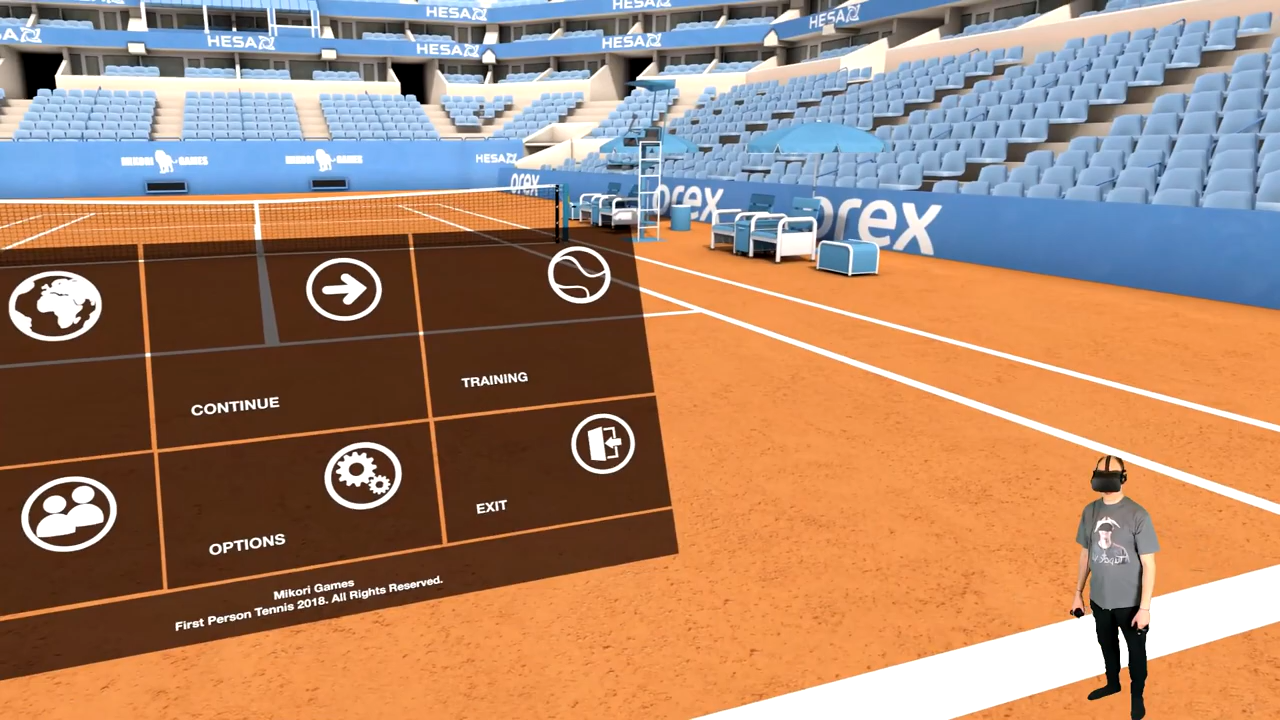 HESA
HESA
HESA
HESA
HESA
HESA
MIKORI GAMES
MIKORI GAMES
HESA
orex
orex
orex
CONTINUE
TRAINING
OPTIONS
EXIT
Mikori Games
First Person Tennis 2018. All Rights Reserved.